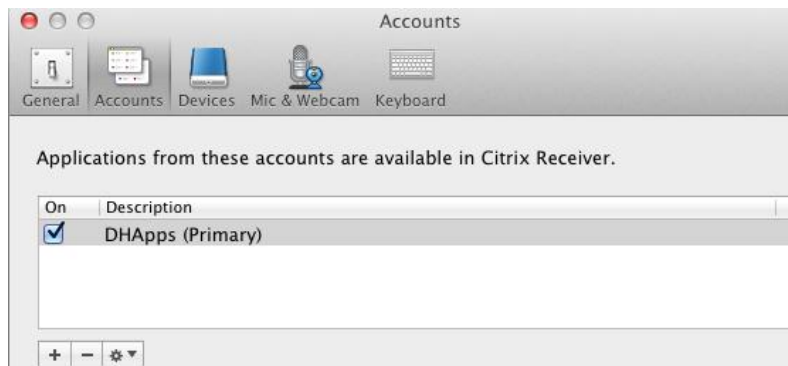 Accounts
General Accounts Devices Mic & Webcam Keyboard
Applications from these accounts are available in Citrix Receiver.
On Description
DHApps (Primary)